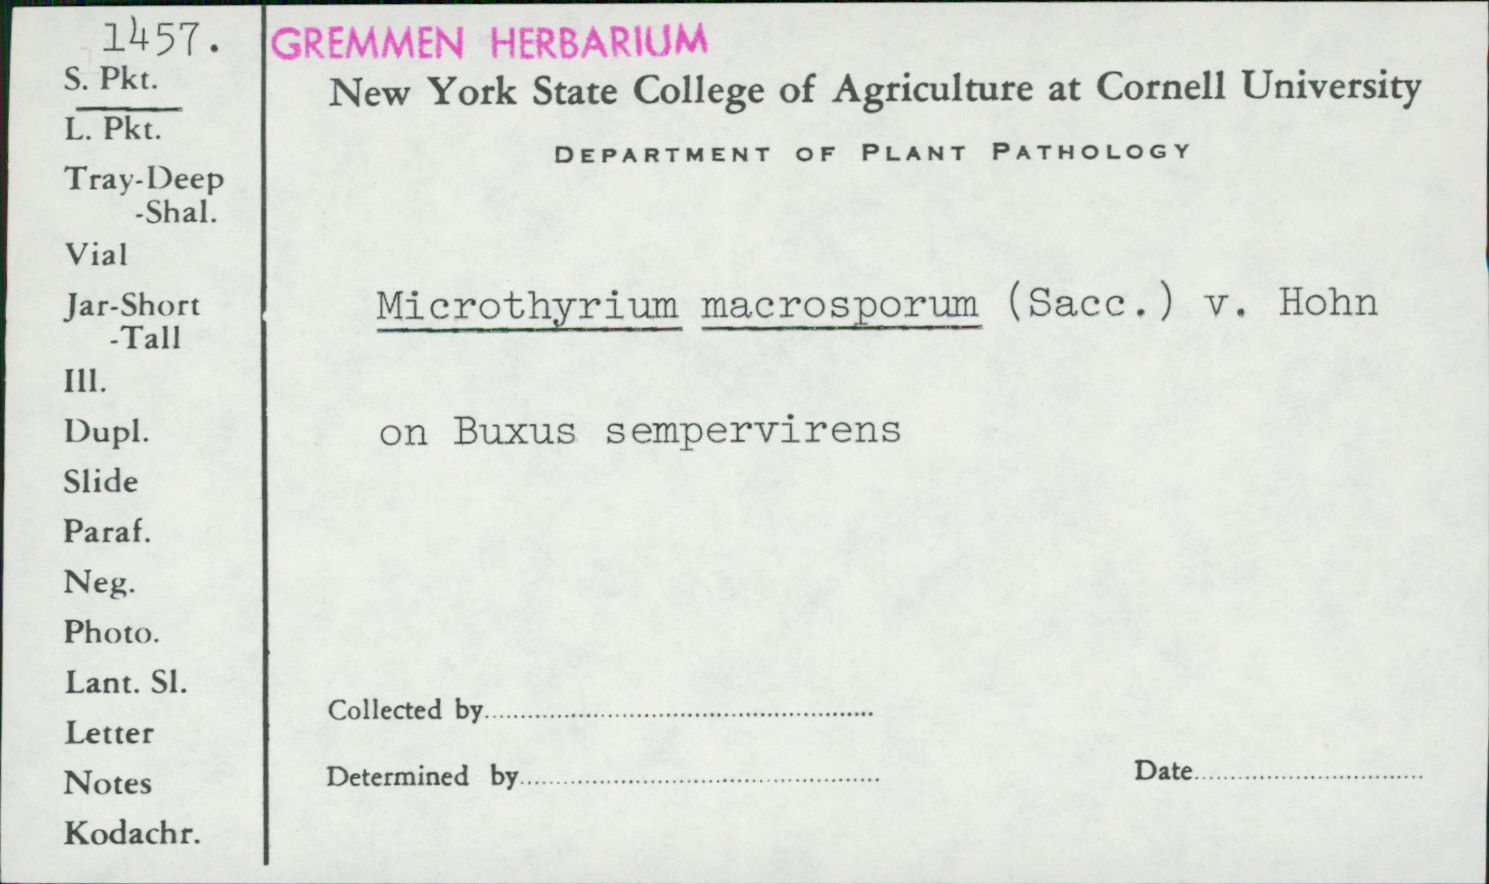 1457.
S. Pkt.
L. Pkt.
Tray-Deep
-Shal.
Vial
Jar-Short
-Tall
Ill.
Dupl.
Slide
Paraf.
Neg.
Photo.
Lant. Sl.
Letter
Notes
Kodachr.
GREMMEN HERBARIUM
New York State College of Agriculture at Cornell University
DEPARTMENT OF PLANT PATHOLOGY
Microthyrium macrosporum (Sacc.) v. Hohn
on Buxus sempervirens
Collected by
Determined by
Date